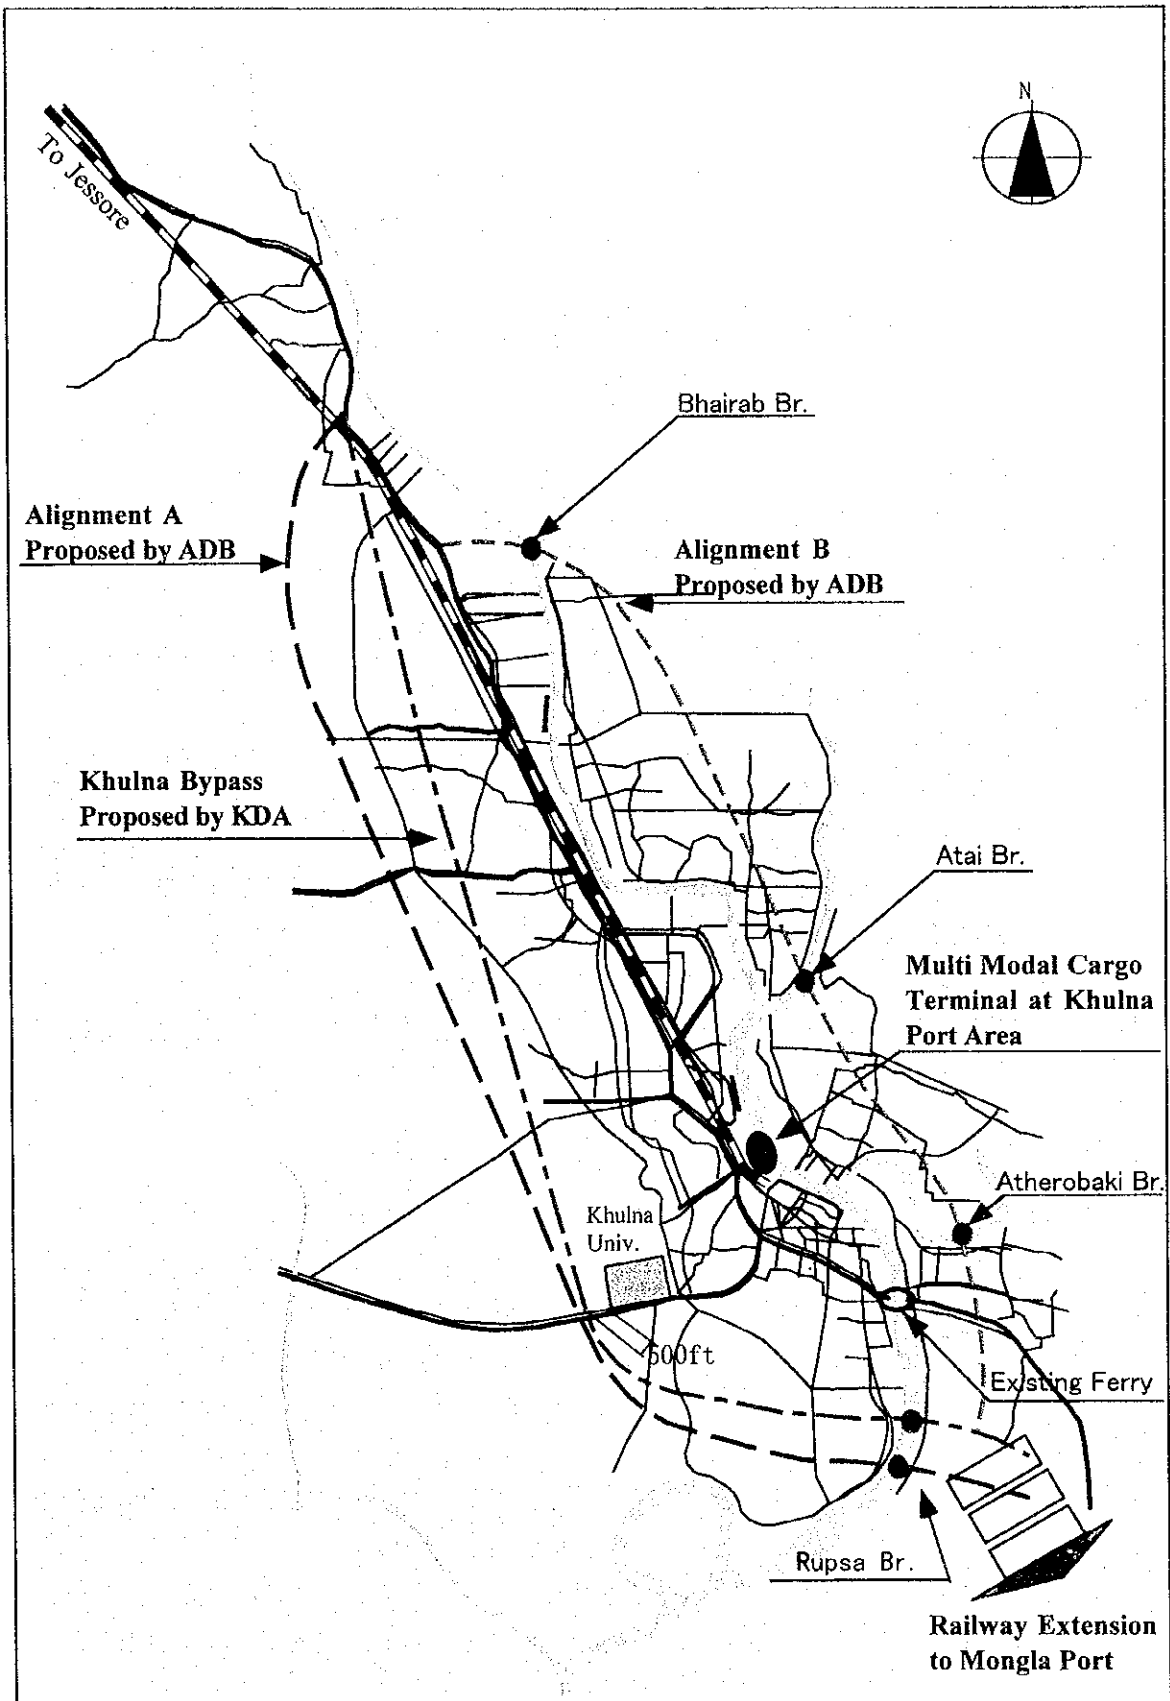 N
To Jessore
Bhairab Br.
Alignment A
Proposed by ADB
Alignment B
Proposed by ADB
Khulna Bypass
Proposed by KDA
Atai Br.
Multi Modal Cargo
Terminal at Khulna
Port Area
Atherobaki Br.
Khulna
Univ.
500ft
Existing Ferry
Rupsa Br.
Railway Extension
to Mongla Port